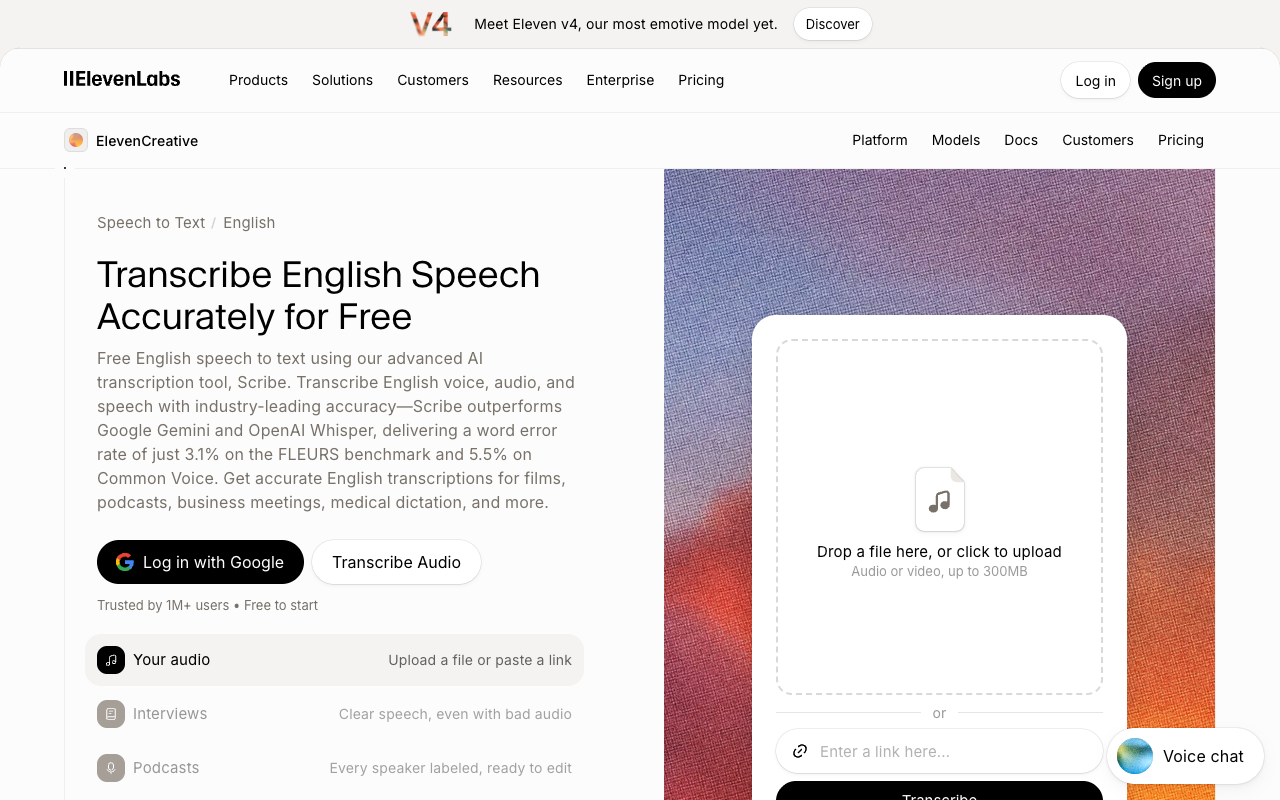 V4 Meet Eleven v4, our most emotive model yet. Discover
IIElevenLabs Products Solutions Customers Resources Enterprise Pricing Log in Sign up
ElevenCreative Platform Models Docs Customers Pricing
Speech to Text / English
Transcribe English Speech
Accurately for Free
Free English speech to text using our advanced AI
transcription tool, Scribe. Transcribe English voice, audio, and
speech with industry-leading accuracy—Scribe outperforms
Google Gemini and OpenAI Whisper, delivering a word error
rate of just 3.1% on the FLEURS benchmark and 5.5% on
Common Voice. Get accurate English transcriptions for films,
podcasts, business meetings, medical dictation, and more.
Log in with Google Transcribe Audio
Trusted by 1M+ users • Free to start
Your audio Upload a file or paste a link
Interviews Clear speech, even with bad audio
Podcasts Every speaker labeled, ready to edit
Drop a file here, or click to upload
Audio or video, up to 300MB
or
Enter a link here...
Transcribe
Voice chat